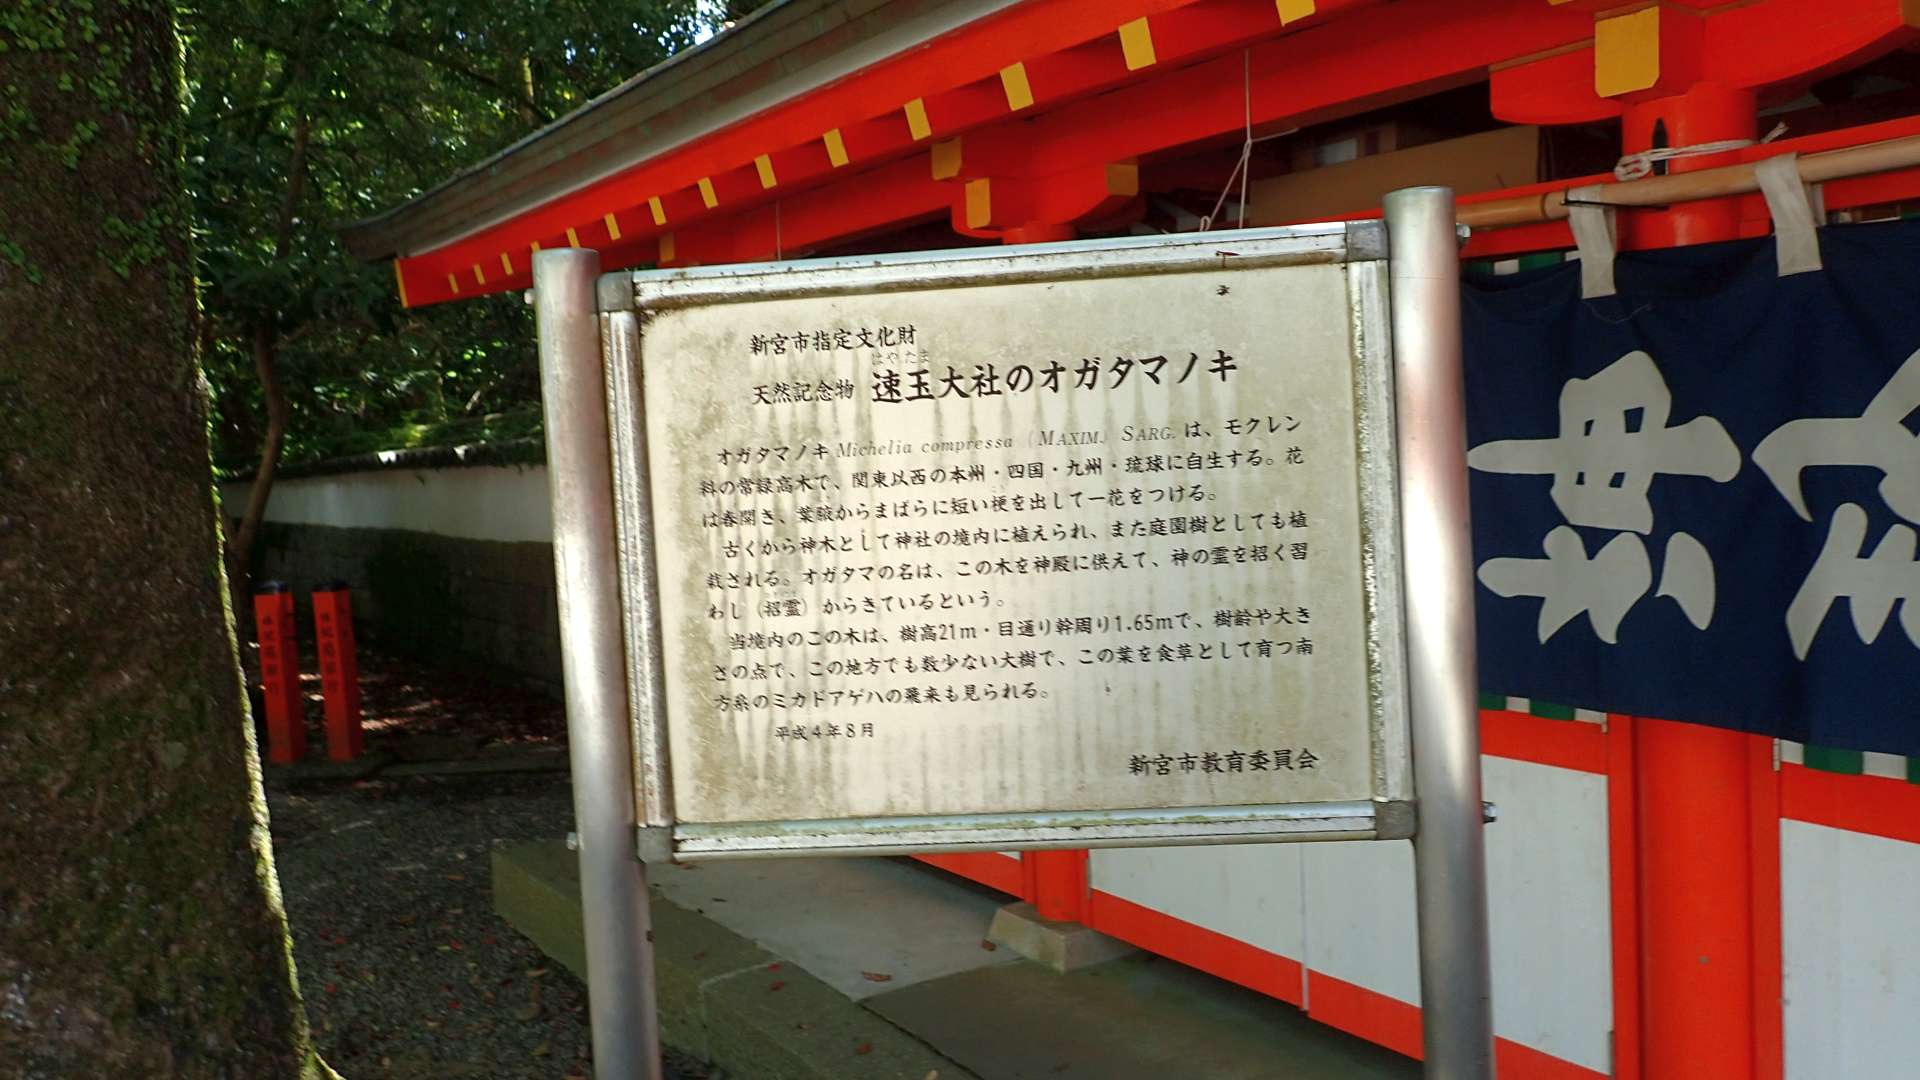 新宮市指定文化財
はやたま
天然記念物 速玉大社のオガタマノキ
オガタマノキ Michelia compressa (MAXIM.) SARG. は、モクレン
科の常緑高木で、関東以西の本州・四国・九州・琉球に自生する。花
は春開き、葉腋からまばらに短い梗を出して一花をつける。
古くから神木として神社の境内に植えられ、また庭園樹としても植
栽される。オガタマの名は、この木を神殿に供えて、神の霊を招く習
わし（招霊）からきているという。
当境内のこの木は、樹高21m・目通り幹周り1.65mで、樹齢や大き
さの点で、この地方でも数少ない大樹で、この葉を食草として育つ南
方系のミカドアゲハの飛来も見られる。
平成４年８月
新宮市教育委員会